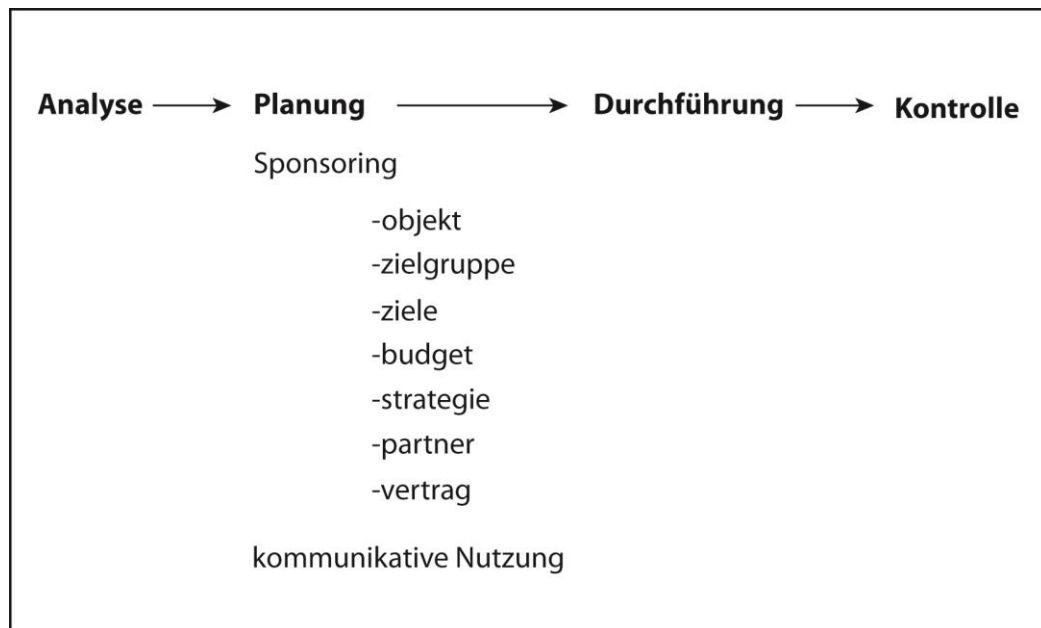 Analyse → Planung → Durchführung → Kontrolle
Sponsoring
-objekt
-zielgruppe
-ziele
-budget
-strategie
-partner
-vertrag
kommunikative Nutzung